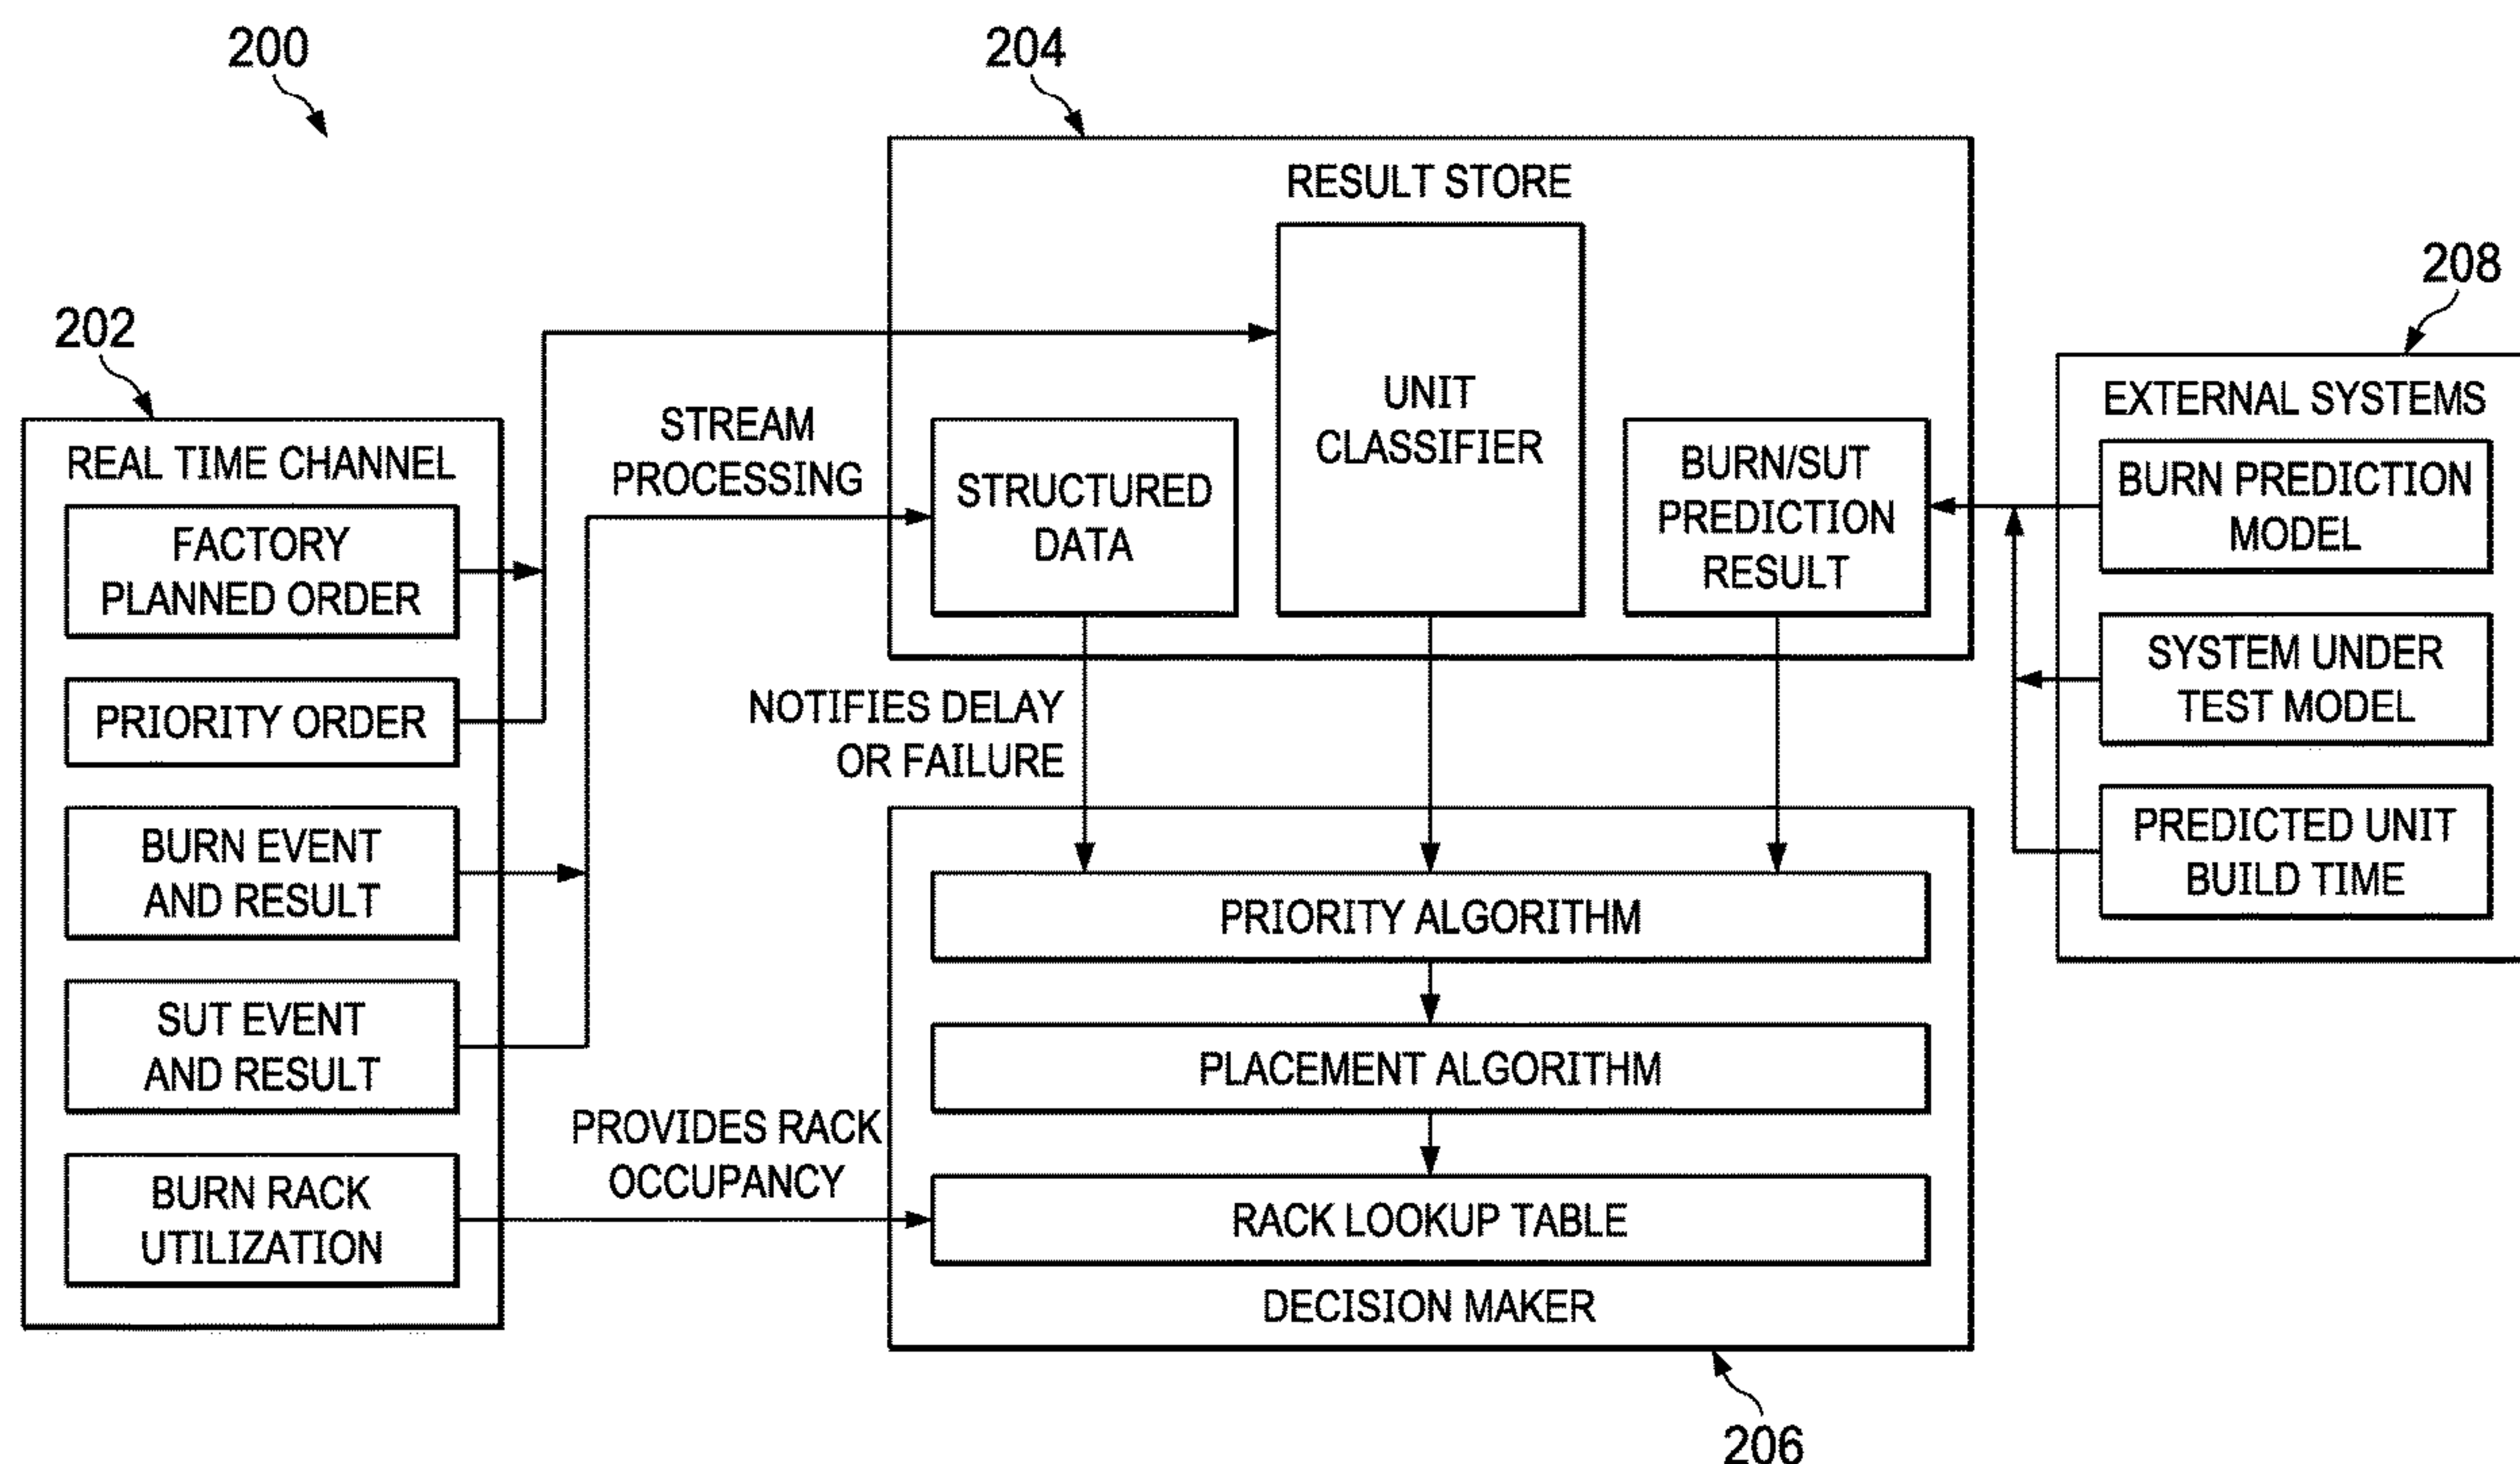 200
202
REAL TIME CHANNEL
FACTORY
PLANNED ORDER
PRIORITY ORDER
BURN EVENT
AND RESULT
SUT EVENT
AND RESULT
BURN RACK
UTILIZATION
STREAM
PROCESSING
204
RESULT STORE
STRUCTURED
DATA
UNIT
CLASSIFIER
BURN/SUT
PREDICTION
RESULT
208
EXTERNAL SYSTEMS
BURN PREDICTION
MODEL
SYSTEM UNDER
TEST MODEL
PREDICTED UNIT
BUILD TIME
NOTIFIES DELAY
OR FAILURE
PROVIDES RACK
OCCUPANCY
PRIORITY ALGORITHM
PLACEMENT ALGORITHM
RACK LOOKUP TABLE
DECISION MAKER
206